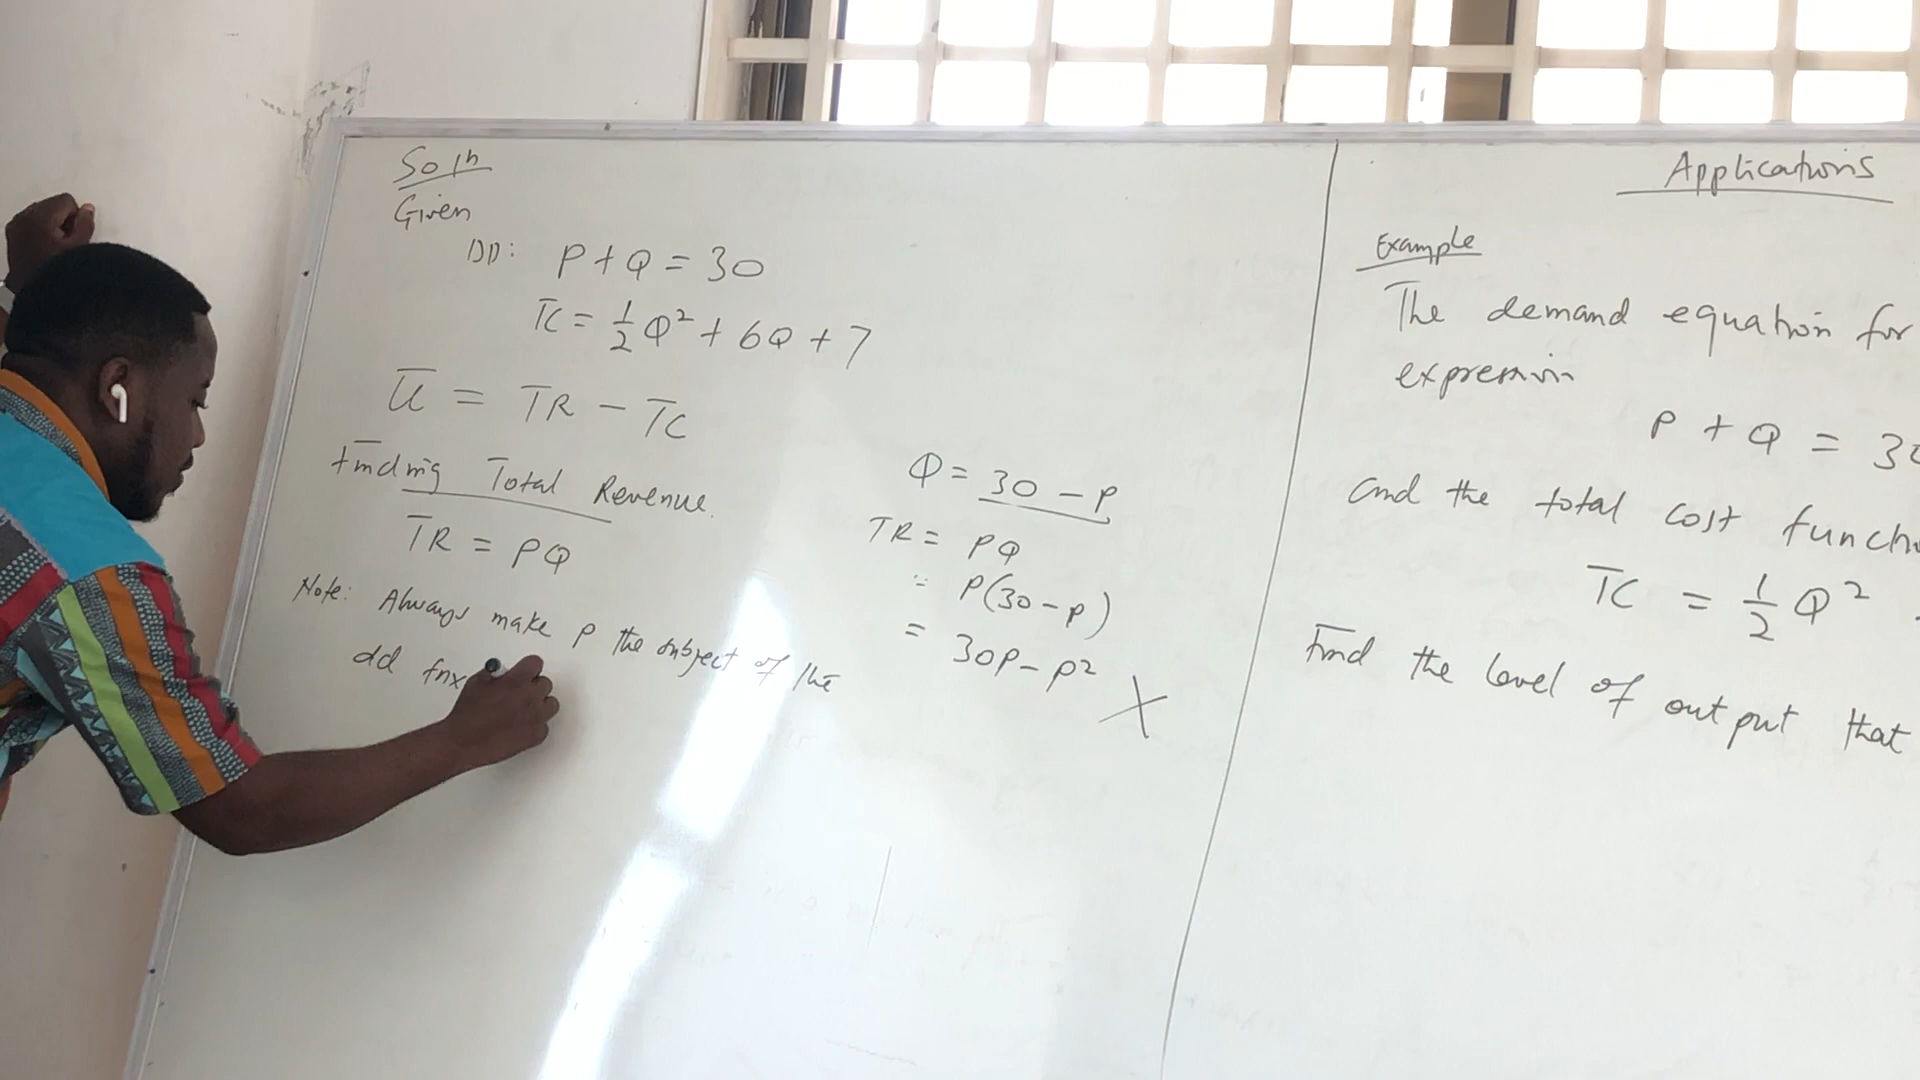 Soln
Given
DD: P + Q = 30
TC = 1/2 Q² + 6Q + 7
π = TR - TC
Finding Total Revenue.
TR = PQ
Note: Always make P the subject of the
dd fnx
Q = 30 - P
TR = PQ
= P(30 - P)
= 30P - P² X
Applications
Example
The demand equation for
expression
P + Q = 30
and the total cost functio
TC = 1/2 Q²
Find the level of output that